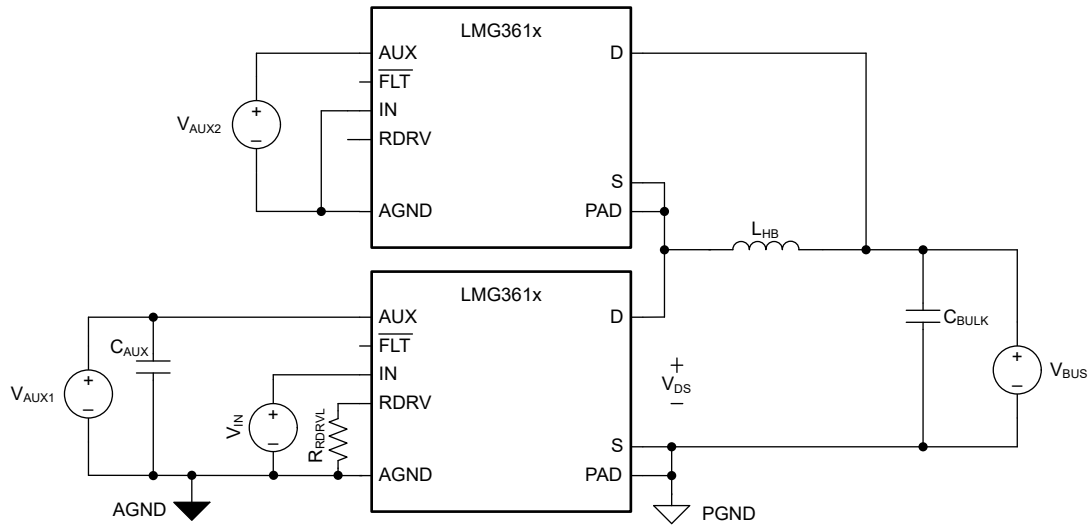 LMG361x
AUX
FLT
IN
RDRV
AGND
D
S
PAD
+
−
VAUX2
LHB
LMG361x
AUX
FLT
IN
RDRV
AGND
D
S
PAD
CAUX
+
−
VAUX1
+
−
VIN
RRDRVL
+
VDS
−
CBULK
+
−
VBUS
AGND
PGND